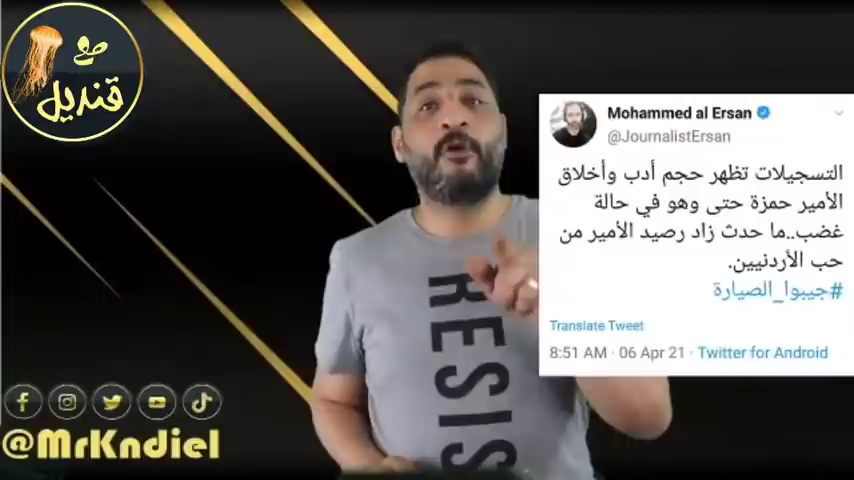 مع
قنديل
Mohammed al Ersan
@JournalistErsan
التسجيلات تظهر حجم أدب وأخلاق
الأمير حمزة حتى وهو في حالة
غضب..ما حدث زاد رصيد الأمير من
حب الأردنيين.
#جيبوا_الصيارة
Translate Tweet
8:51 AM · 06 Apr 21 · Twitter for Android
RESIS
@MrKndiel